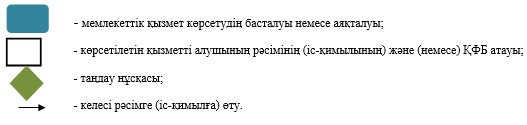 - мемлекеттік қызмет көрсетудің басталуы немесе аяқталуы;
- көрсетілетін қызметті алушының рәсімінің (іс-қимылының) және (немесе) ҚФБ атауы;
- таңдау нұсқасы;
- келесі рәсімге (іс-қимылға) өту.